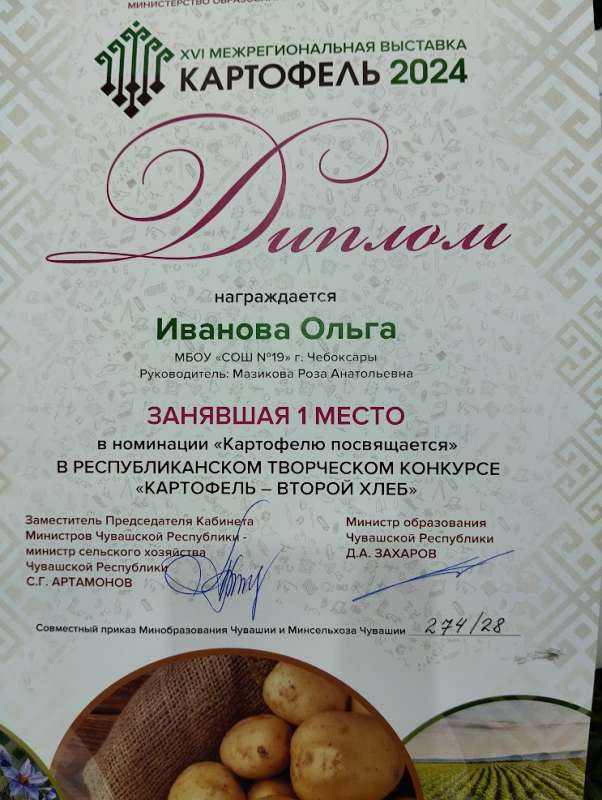 МИНИСТЕРСТВО
XVI МЕЖРЕГИОНАЛЬНАЯ ВЫСТАВКА
КАРТОФЕЛЬ 2024
Диплом
награждается
Иванова Ольга
МБОУ «СОШ №19» г. Чебоксары
Руководитель: Мазикова Роза Анатольевна
ЗАНЯВШАЯ 1 МЕСТО
в номинации «Картофелю посвящается»
В РЕСПУБЛИКАНСКОМ ТВОРЧЕСКОМ КОНКУРСЕ
«КАРТОФЕЛЬ – ВТОРОЙ ХЛЕБ»
Заместитель Председателя Кабинета
Министров Чувашской Республики -
министр сельского хозяйства
Чувашской Республики
С.Г. АРТАМОНОВ
Министр образования
Чувашской Республики
Д.А. ЗАХАРОВ
Совместный приказ Минобразования Чувашии и Минсельхоза Чувашии 274/28